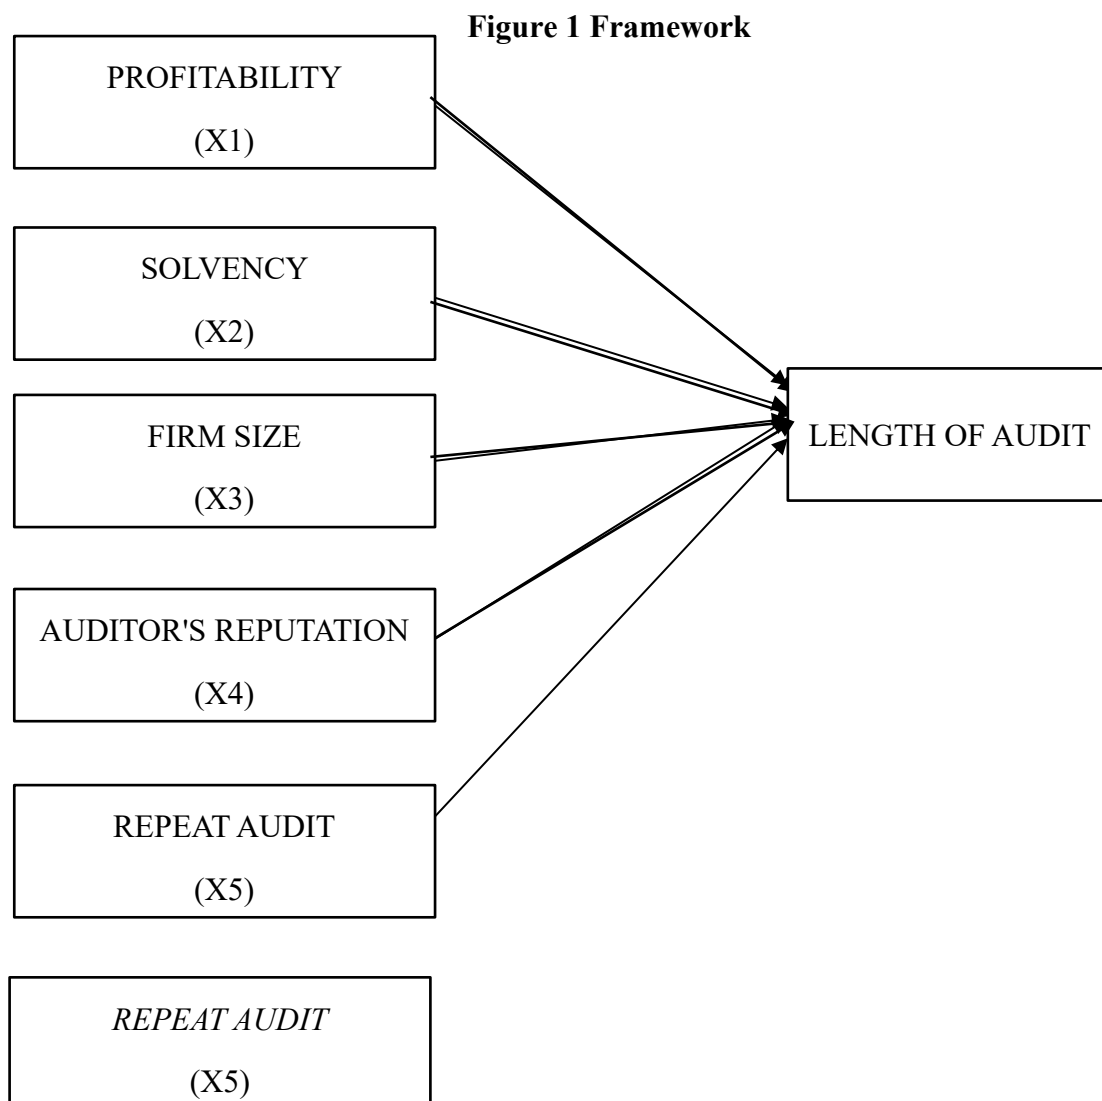 Figure 1 Framework
PROFITABILITY
(X1)
SOLVENCY
(X2)
FIRM SIZE
(X3)
LENGTH OF AUDIT
AUDITOR'S REPUTATION
(X4)
REPEAT AUDIT
(X5)
REPEAT AUDIT
(X5)